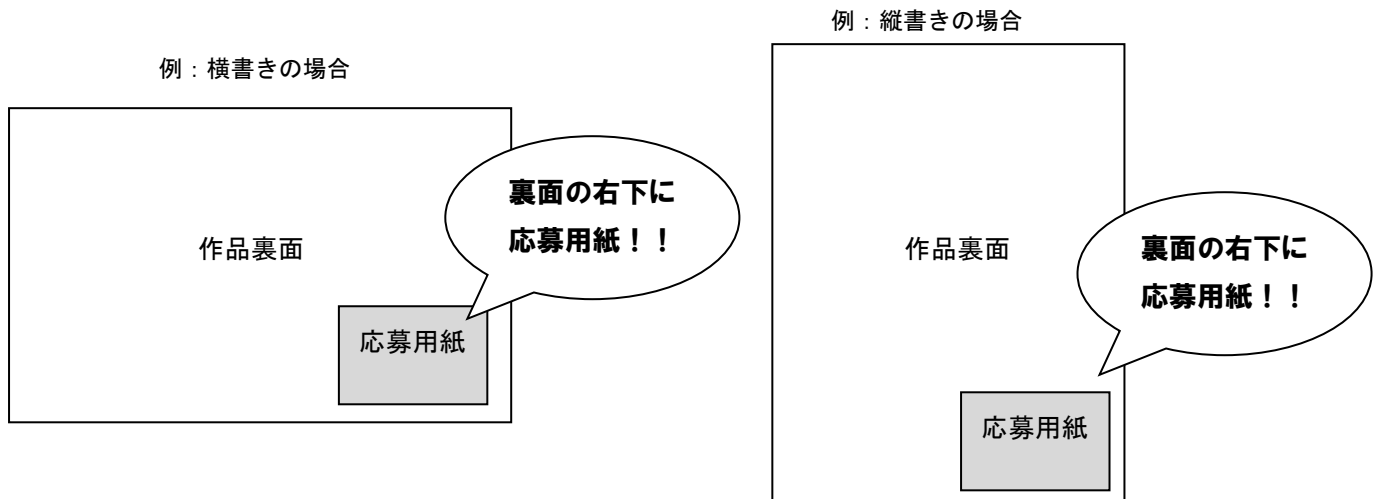 例：横書きの場合
作品裏面
裏面の右下に
応募用紙！！
応募用紙
例：縦書きの場合
作品裏面
裏面の右下に
応募用紙！！
応募用紙